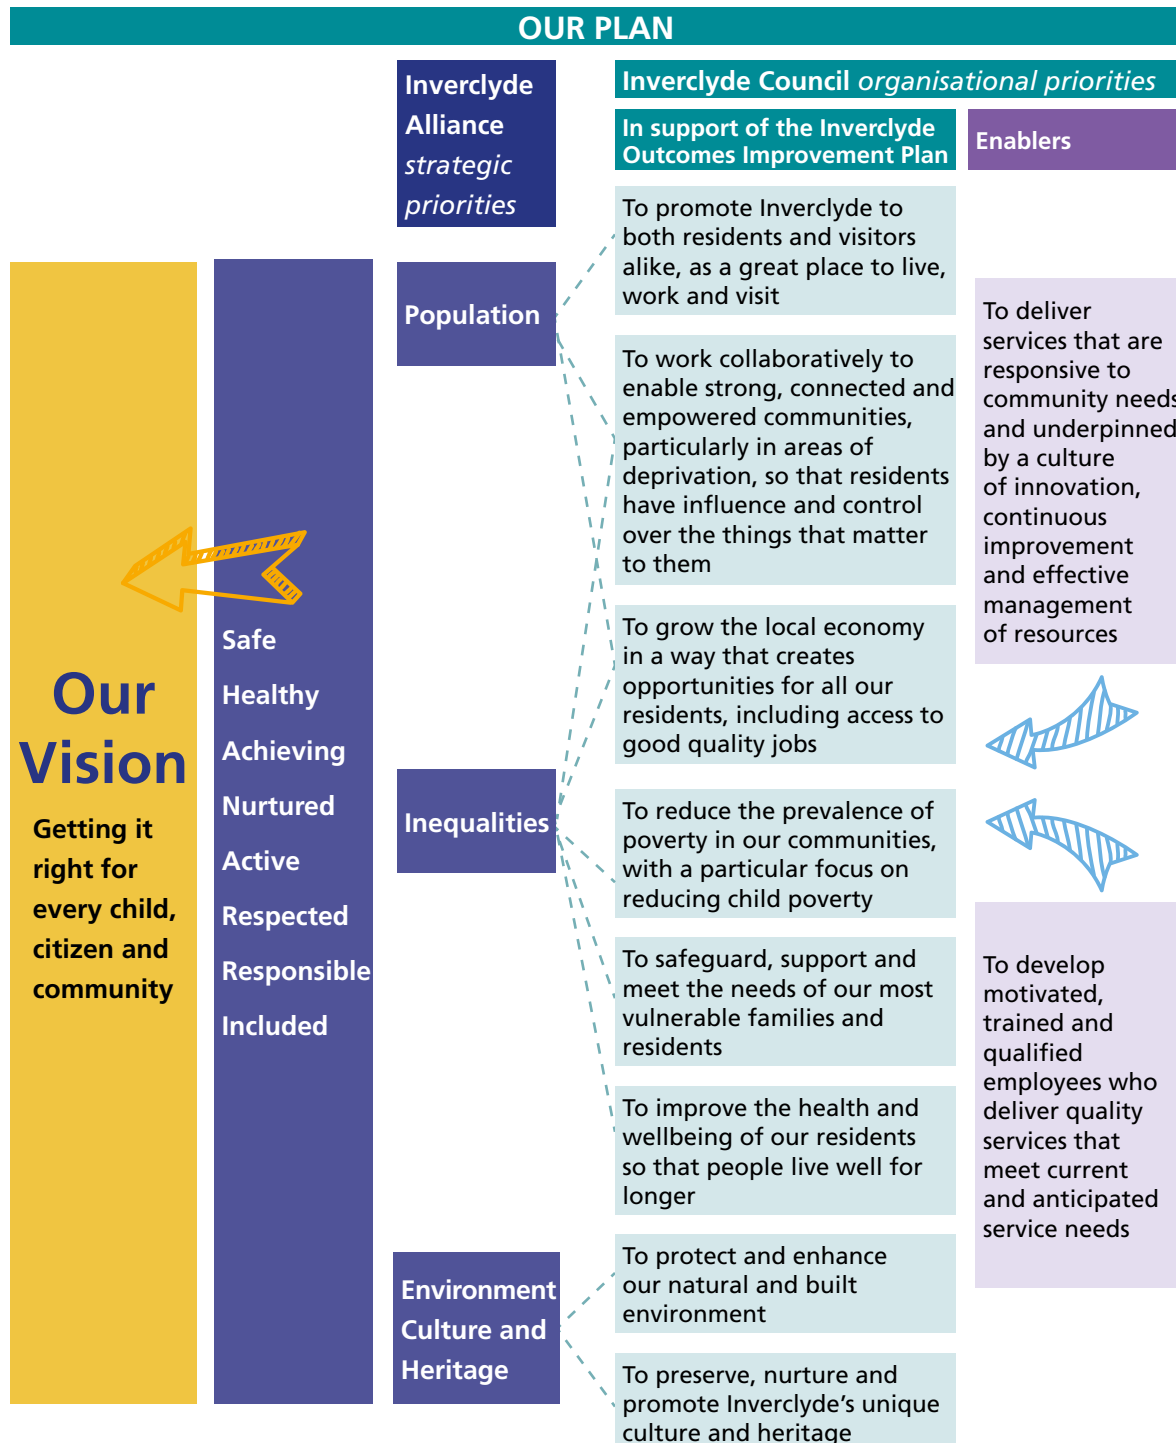 OUR PLAN
Inverclyde
Alliance
strategic
priorities
Inverclyde Council organisational priorities
In support of the Inverclyde
Outcomes Improvement Plan
Enablers
Our
Vision
Getting it
right for
every child,
citizen and
community
Safe
Healthy
Achieving
Nurtured
Active
Respected
Responsible
Included
Population
Inequalities
Environment
Culture and
Heritage
To promote Inverclyde to
both residents and visitors
alike, as a great place to live,
work and visit
To work collaboratively to
enable strong, connected and
empowered communities,
particularly in areas of
deprivation, so that residents
have influence and control
over the things that matter
to them
To grow the local economy
in a way that creates
opportunities for all our
residents, including access to
good quality jobs
To reduce the prevalence of
poverty in our communities,
with a particular focus on
reducing child poverty
To safeguard, support and
meet the needs of our most
vulnerable families and
residents
To improve the health and
wellbeing of our residents
so that people live well for
longer
To protect and enhance
our natural and built
environment
To preserve, nurture and
promote Inverclyde’s unique
culture and heritage
To deliver
services that are
responsive to
community needs
and underpinned
by a culture
of innovation,
continuous
improvement
and effective
management
of resources
To develop
motivated,
trained and
qualified
employees who
deliver quality
services that
meet current
and anticipated
service needs